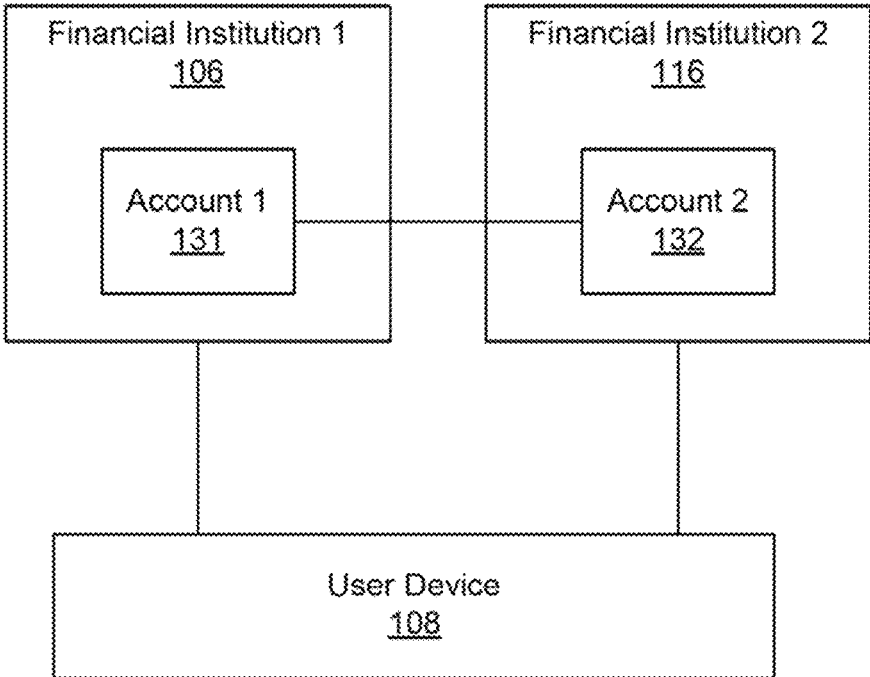 Financial Institution 1
106
Account 1
131
Financial Institution 2
116
Account 2
132
User Device
108